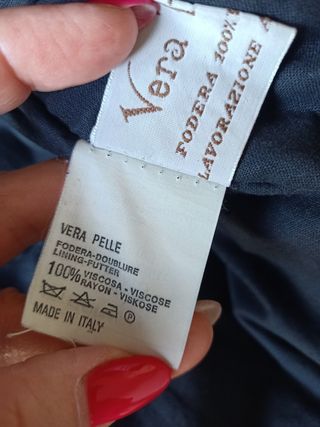 Vera
FODERA 100%
LAVORAZIONE A
VERA PELLE
FODERA-DOUBLURE
LINING-FUTTER
100% VISCOSA - VISCOSE
RAYON - VISKOSE
P
MADE IN ITALY